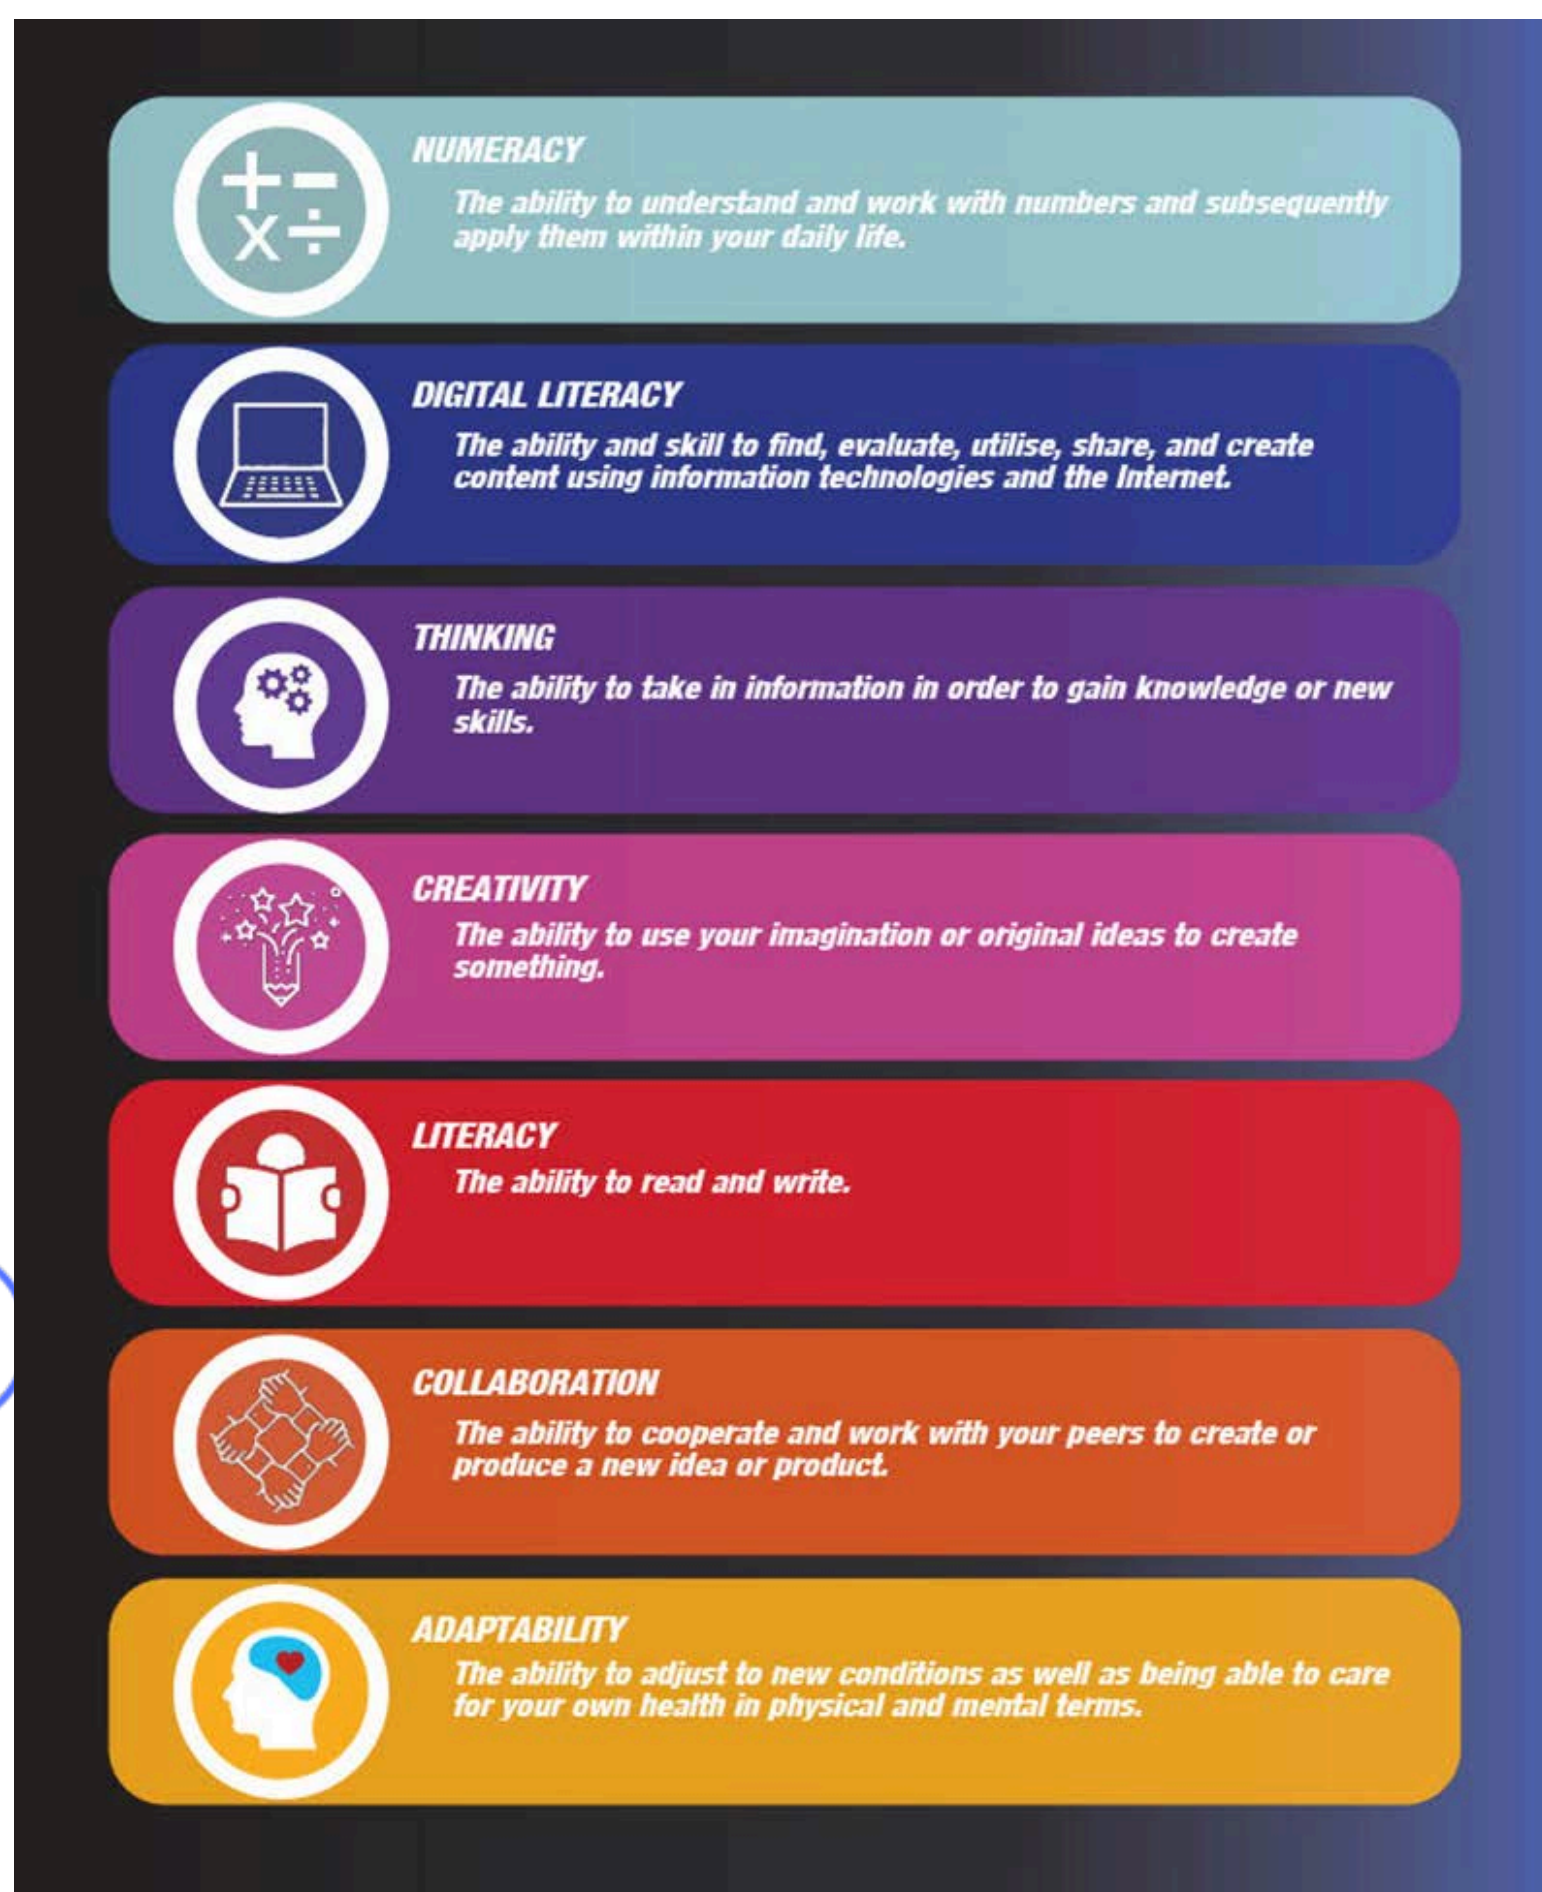 NUMERACY
The ability to understand and work with numbers and subsequently
apply them within your daily life.
DIGITAL LITERACY
The ability and skill to find, evaluate, utilise, share, and create
content using information technologies and the Internet.
THINKING
The ability to take in information in order to gain knowledge or new
skills.
CREATIVITY
The ability to use your imagination or original ideas to create
something.
LITERACY
The ability to read and write.
COLLABORATION
The ability to cooperate and work with your peers to create or
produce a new idea or product.
ADAPTABILITY
The ability to adjust to new conditions as well as being able to care
for your own health in physical and mental terms.